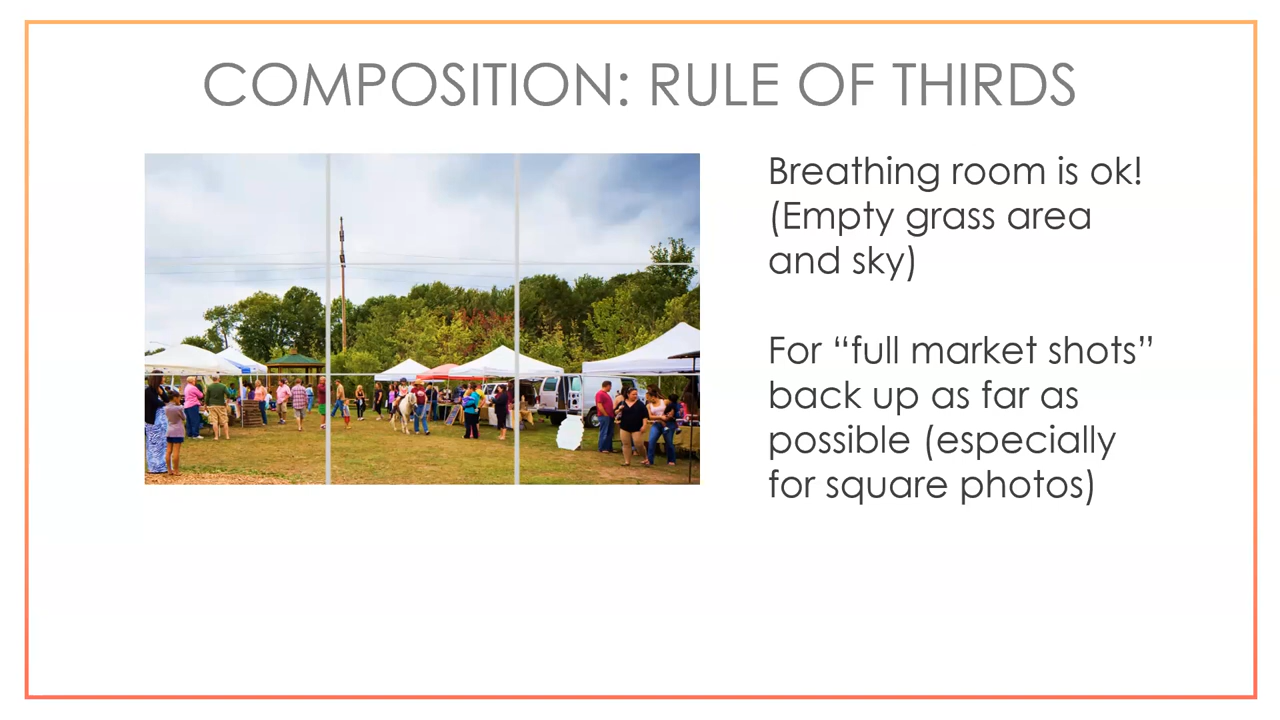 COMPOSITION: RULE OF THIRDS
Breathing room is ok!
(Empty grass area
and sky)
For “full market shots”
back up as far as
possible (especially
for square photos)